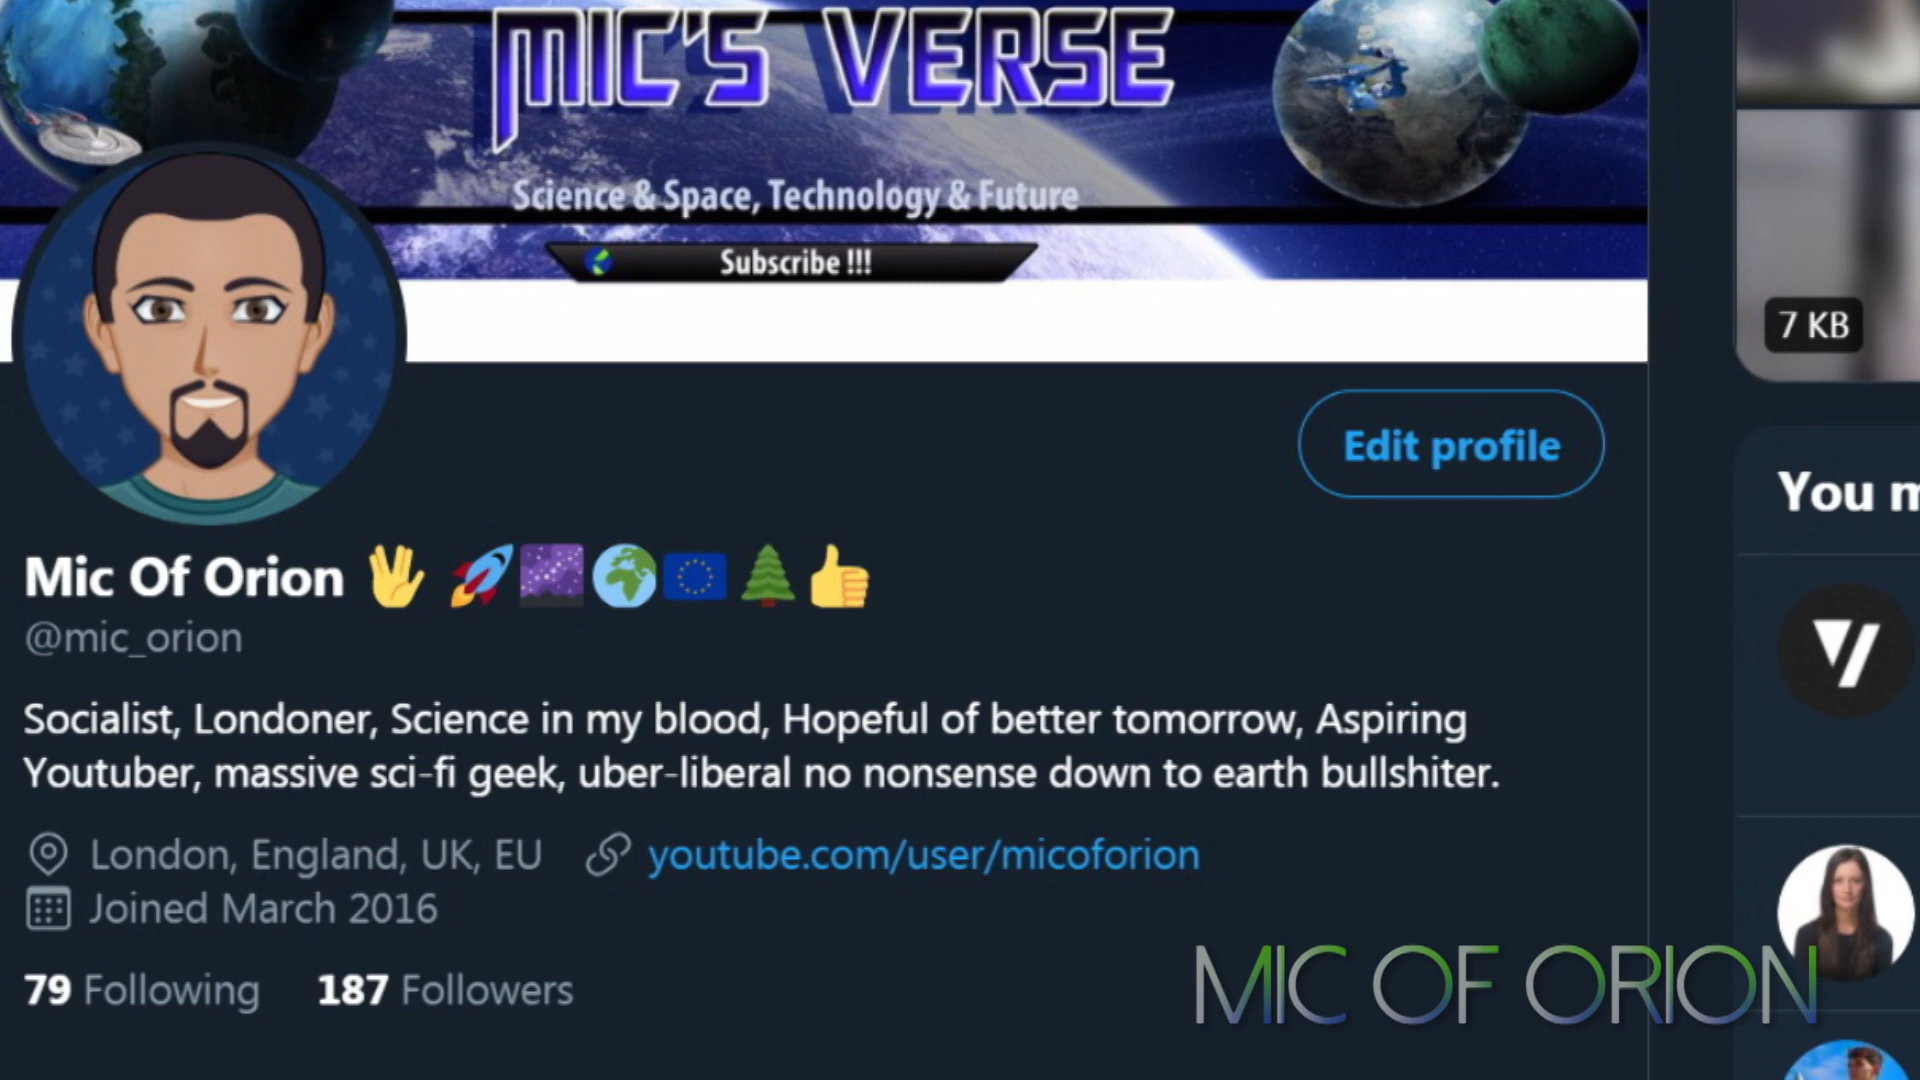 MIC'S VERSE
Science & Space, Technology & Future
Subscribe !!!
7 KB
Edit profile
You m
Mic Of Orion 🖖 🚀🌌🌍🇪🇺🌲👍
@mic_orion
Socialist, Londoner, Science in my blood, Hopeful of better tomorrow, Aspiring
Youtuber, massive sci-fi geek, uber-liberal no nonsense down to earth bullshiter.
London, England, UK, EU youtube.com/user/micoforion
Joined March 2016
79 Following 187 Followers
MIC OF ORION